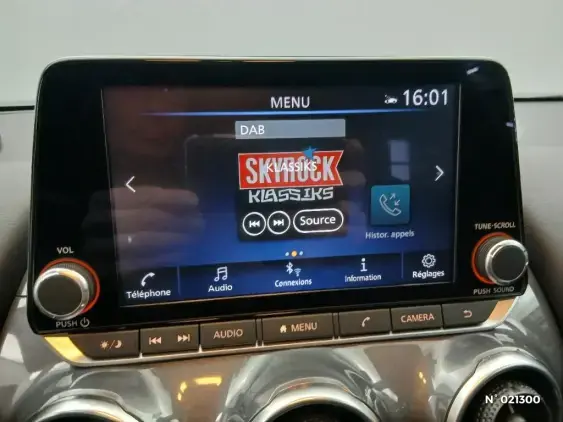 MENU
16:01
DAB
KLASSIKS
SKYROCK
KLASSIKS
Source
Histor. appels
Téléphone
Audio
Connexions
Information
Réglages
VOL
PUSH
TUNE-SCROLL
PUSH SOUND
AUDIO
MENU
CAMERA
N° 021300